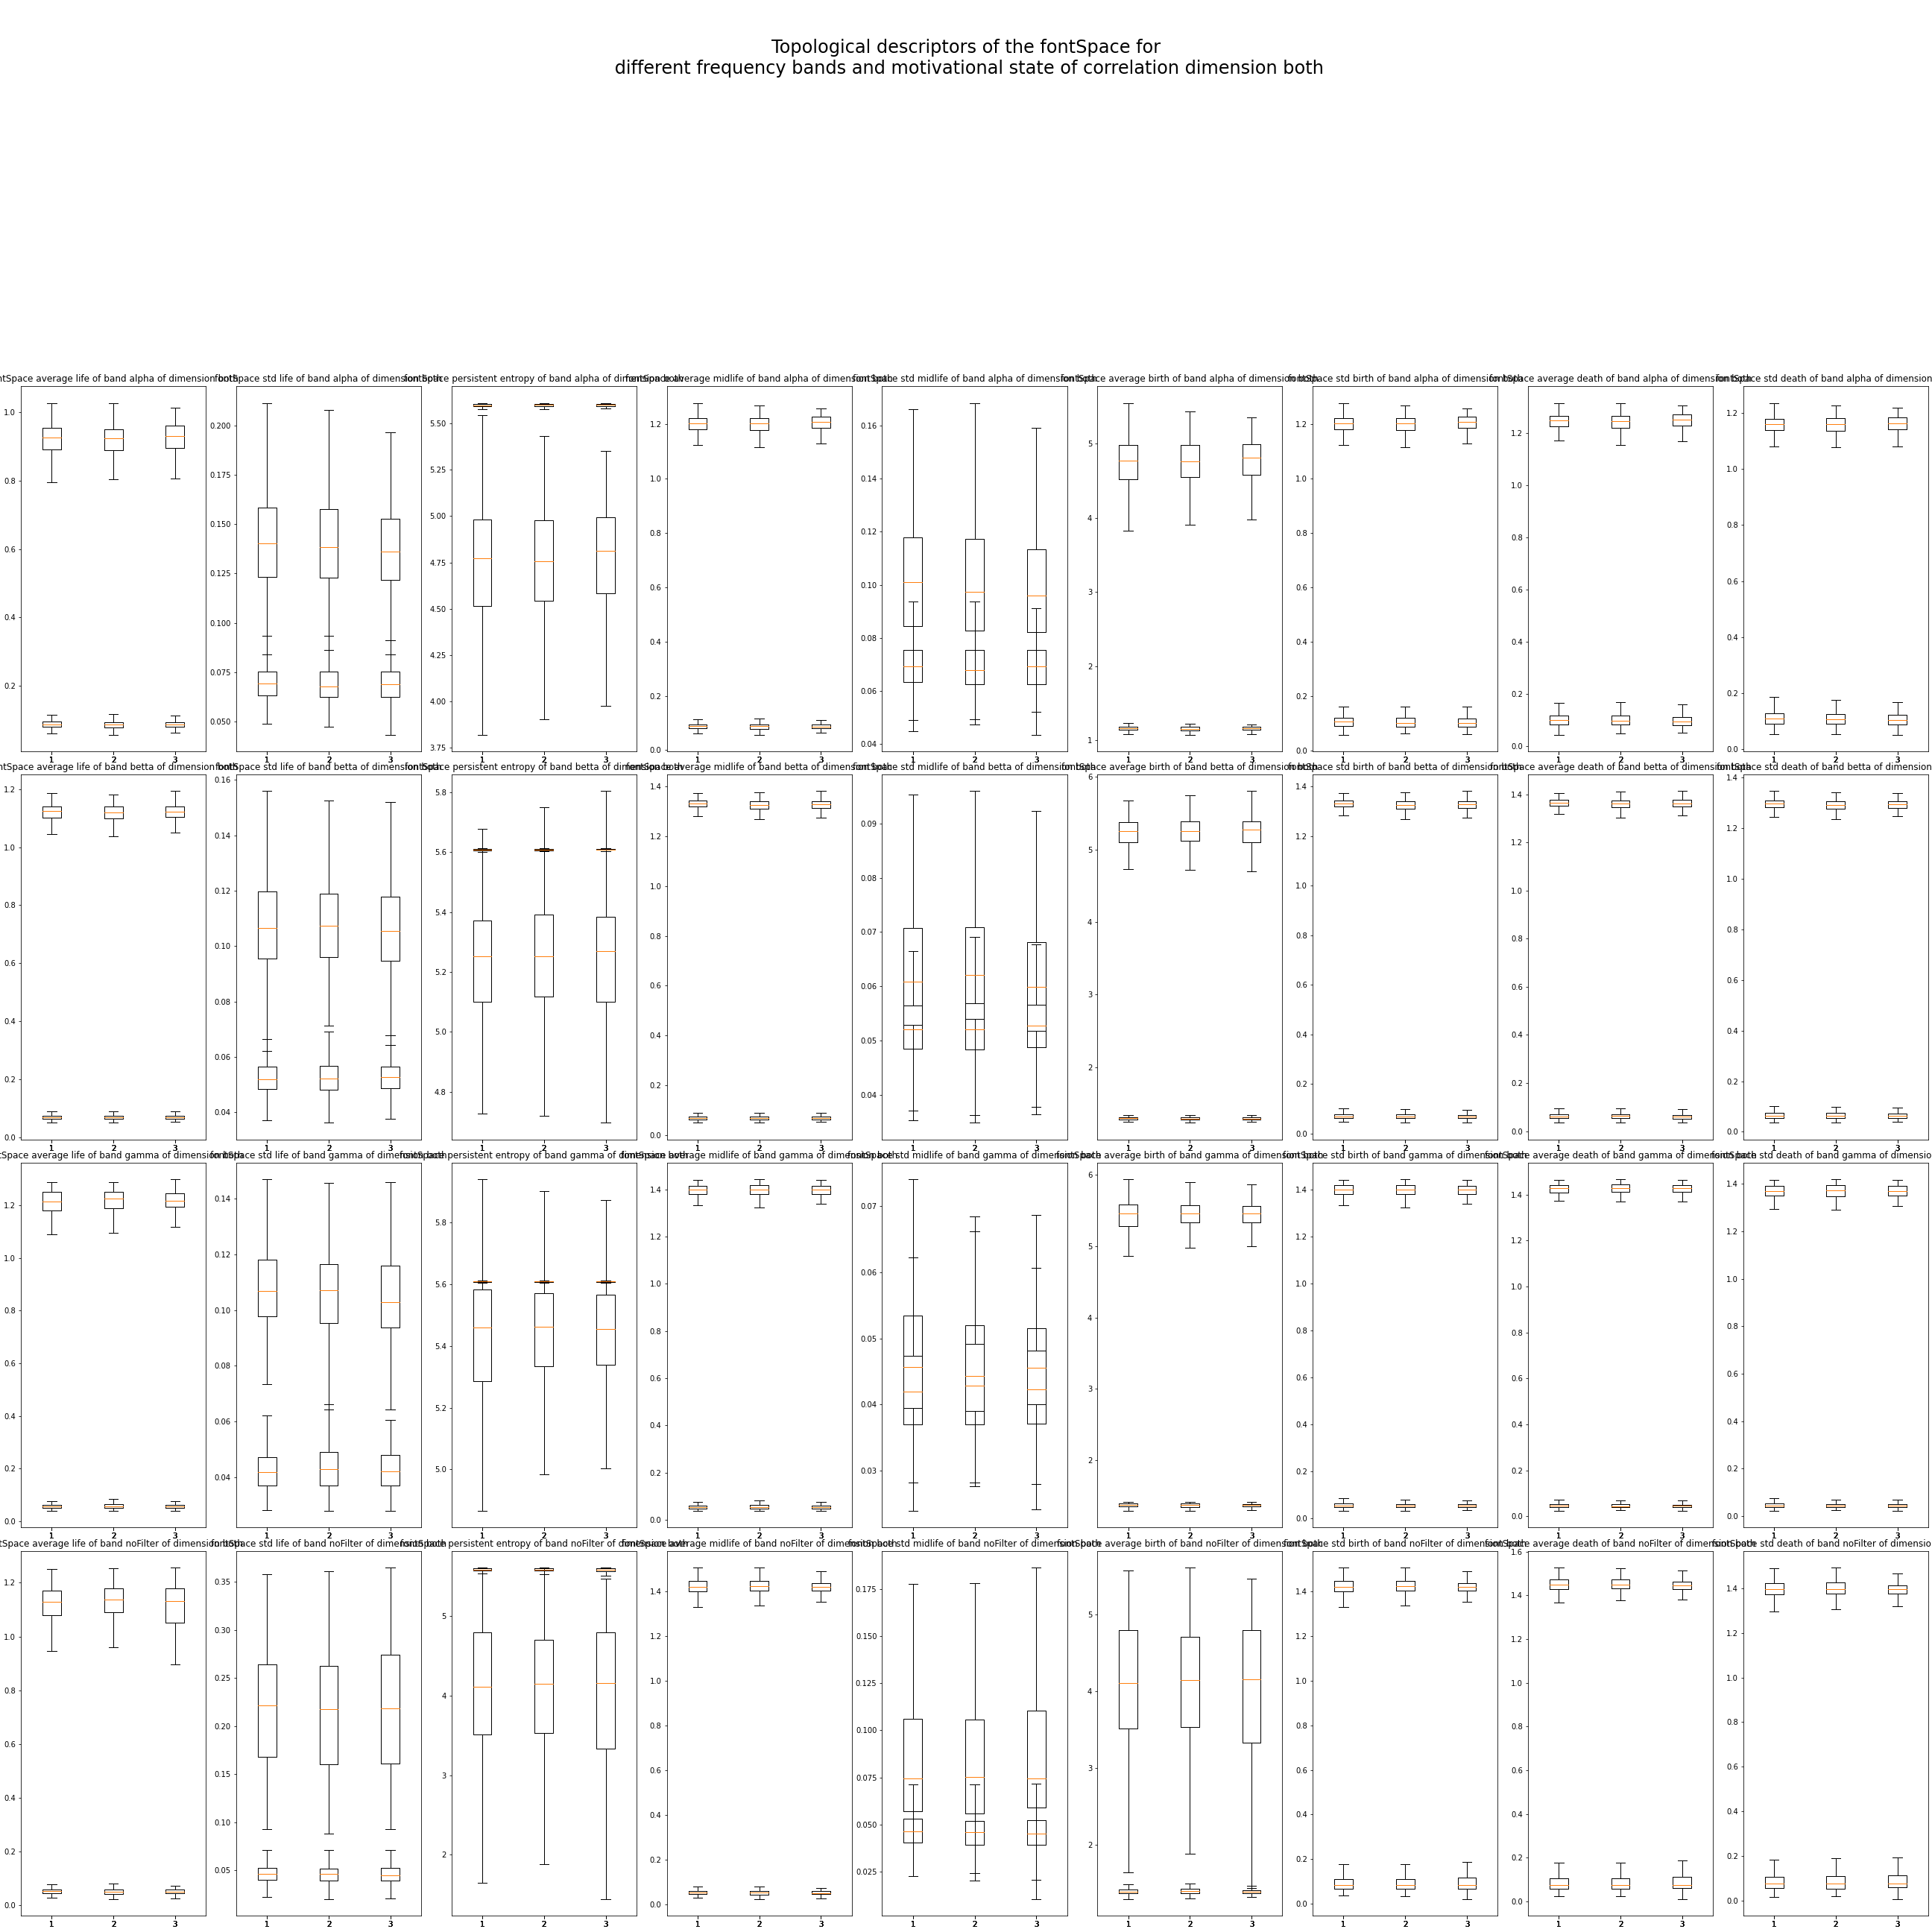 Topological descriptors of the fontSpace for
different frequency bands and motivational state of correlation dimension both
ntSpace average life of band alpha of dimension both
fontSpace std life of band alpha of dimension both
fontSpace persistent entropy of band alpha of dimension both
fontSpace average midlife of band alpha of dimension both
fontSpace std midlife of band alpha of dimension both
fontSpace average birth of band alpha of dimension both
fontSpace std birth of band alpha of dimension both
fontSpace average death of band alpha of dimension both
fontSpace std death of band alpha of dimension
1.0 0.8 0.6 0.4 0.2
0.200 0.175 0.150 0.125 0.100 0.075 0.050
5.50 5.25 5.00 4.75 4.50 4.25 4.00 3.75
1.2 1.0 0.8 0.6 0.4 0.2 0.0
0.16 0.14 0.12 0.10 0.08 0.06 0.04
5 4 3 2 1
1.2 1.0 0.8 0.6 0.4 0.2 0.0
1.2 1.0 0.8 0.6 0.4 0.2 0.0
1.2 1.0 0.8 0.6 0.4 0.2 0.0
1 2 3 1 2 3 1 2 3 1 2 3 1 2 3 1 2 3 1 2 3 1 2 3 1 2 3
ntSpace average life of band betta of dimension both
fontSpace std life of band betta of dimension both
fontSpace persistent entropy of band betta of dimension both
fontSpace average midlife of band betta of dimension both
fontSpace std midlife of band betta of dimension both
fontSpace average birth of band betta of dimension both
fontSpace std birth of band betta of dimension both
fontSpace average death of band betta of dimension both
fontSpace std death of band betta of dimension
1.2 1.0 0.8 0.6 0.4 0.2 0.0
0.16 0.14 0.12 0.10 0.08 0.06 0.04
5.8 5.6 5.4 5.2 5.0 4.8
1.4 1.2 1.0 0.8 0.6 0.4 0.2 0.0
0.09 0.08 0.07 0.06 0.05 0.04
6 5 4 3 2
1.4 1.2 1.0 0.8 0.6 0.4 0.2 0.0
1.4 1.2 1.0 0.8 0.6 0.4 0.2 0.0
1.4 1.2 1.0 0.8 0.6 0.4 0.2 0.0
1 2 3 1 2 3 1 2 3 1 2 3 1 2 3 1 2 3 1 2 3 1 2 3 1 2 3
tSpace average life of band gamma of dimension both
fontSpace std life of band gamma of dimension both
fontSpace persistent entropy of band gamma of dimension both
fontSpace average midlife of band gamma of dimension both
fontSpace std midlife of band gamma of dimension both
fontSpace average birth of band gamma of dimension both
fontSpace std birth of band gamma of dimension both
fontSpace average death of band gamma of dimension both
fontSpace std death of band gamma of dimension
1.2 1.0 0.8 0.6 0.4 0.2 0.0
0.14 0.12 0.10 0.08 0.06 0.04
5.8 5.6 5.4 5.2 5.0
1.4 1.2 1.0 0.8 0.6 0.4 0.2 0.0
0.07 0.06 0.05 0.04 0.03
6 5 4 3 2
1.4 1.2 1.0 0.8 0.6 0.4 0.2 0.0
1.4 1.2 1.0 0.8 0.6 0.4 0.2 0.0
1.4 1.2 1.0 0.8 0.6 0.4 0.2 0.0
1 2 3 1 2 3 1 2 3 1 2 3 1 2 3 1 2 3 1 2 3 1 2 3 1 2 3
tSpace average life of band noFilter of dimension both
fontSpace std life of band noFilter of dimension both
fontSpace persistent entropy of band noFilter of dimension both
fontSpace average midlife of band noFilter of dimension both
fontSpace std midlife of band noFilter of dimension both
fontSpace average birth of band noFilter of dimension both
fontSpace std birth of band noFilter of dimension both
fontSpace average death of band noFilter of dimension both
fontSpace std death of band noFilter of dimension
1.2 1.0 0.8 0.6 0.4 0.2 0.0
0.35 0.30 0.25 0.20 0.15 0.10 0.05
5 4 3 2
1.4 1.2 1.0 0.8 0.6 0.4 0.2 0.0
0.175 0.150 0.125 0.100 0.075 0.050 0.025
5 4 3 2
1.4 1.2 1.0 0.8 0.6 0.4 0.2 0.0
1.6 1.4 1.2 1.0 0.8 0.6 0.4 0.2 0.0
1.4 1.2 1.0 0.8 0.6 0.4 0.2 0.0
1 2 3 1 2 3 1 2 3 1 2 3 1 2 3 1 2 3 1 2 3 1 2 3 1 2 3